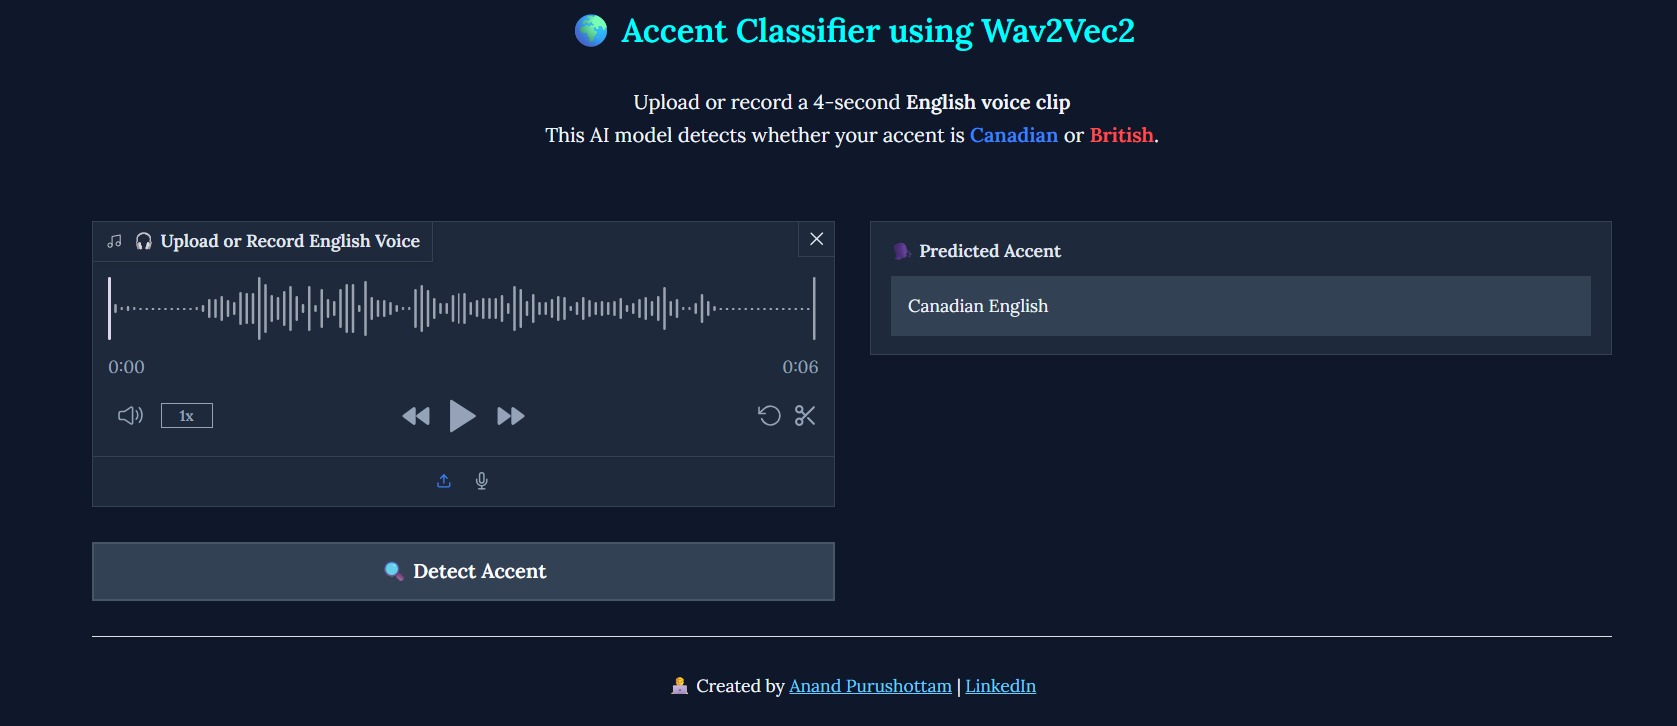 Accent Classifier using Wav2Vec2
Upload or record a 4-second English voice clip
This AI model detects whether your accent is Canadian or British.
Upload or Record English Voice
0:00
0:06
1x
Detect Accent
Predicted Accent
Canadian English
Created by Anand Purushottam | LinkedIn